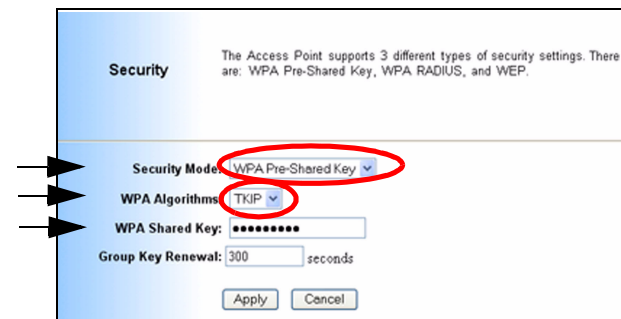 Security
The Access Point supports 3 different types of security settings. There
are: WPA Pre-Shared Key, WPA RADIUS, and WEP.
Security Mode: WPA Pre-Shared Key
WPA Algorithms: TKIP
WPA Shared Key: •••••••••
Group Key Renewal: 300 seconds
Apply Cancel